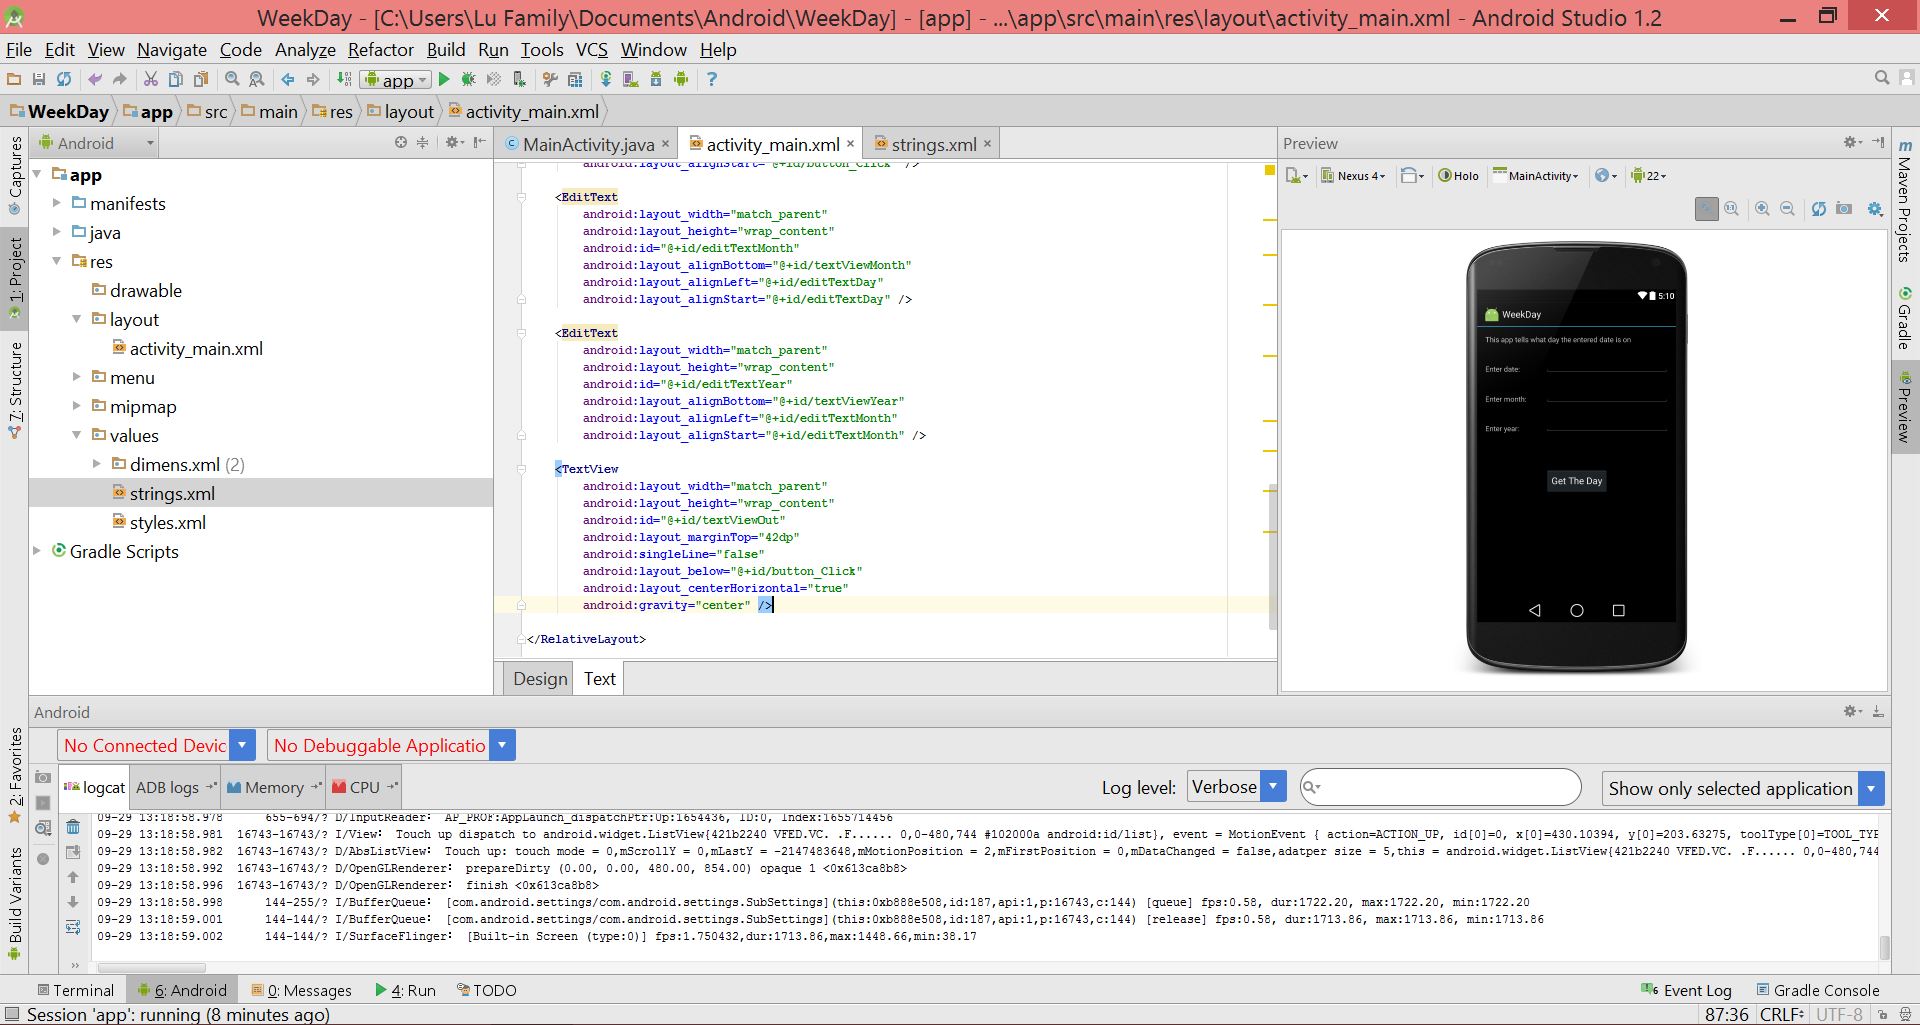 WeekDay - [C:\Users\Lu Family\Documents\Android\WeekDay] - [app] - ...\app\src\main\res\layout\activity_main.xml - Android Studio 1.2
File Edit View Navigate Code Analyze Refactor Build Run Tools VCS Window Help
app
WeekDay app src main res layout activity_main.xml
Captures
1: Project
7: Structure
2: Favorites
Build Variants
Android
app
manifests
java
res
drawable
layout
activity_main.xml
menu
mipmap
values
dimens.xml (2)
strings.xml
styles.xml
Gradle Scripts
MainActivity.java activity_main.xml strings.xml
android:layout_alignStart="@+id/button_Click" />
<EditText
android:layout_width="match_parent"
android:layout_height="wrap_content"
android:id="@+id/editTextMonth"
android:layout_alignBottom="@+id/textViewMonth"
android:layout_alignLeft="@+id/editTextDay"
android:layout_alignStart="@+id/editTextDay" />
<EditText
android:layout_width="match_parent"
android:layout_height="wrap_content"
android:id="@+id/editTextYear"
android:layout_alignBottom="@+id/textViewYear"
android:layout_alignLeft="@+id/editTextMonth"
android:layout_alignStart="@+id/editTextMonth" />
<TextView
android:layout_width="match_parent"
android:layout_height="wrap_content"
android:id="@+id/textViewOut"
android:layout_marginTop="42dp"
android:singleLine="false"
android:layout_below="@+id/button_Click"
android:layout_centerHorizontal="true"
android:gravity="center" />
</RelativeLayout>
Design Text
Preview
Nexus 4 Holo MainActivity 22
5:10
WeekDay
This app tells what day the entered date is on
Enter date:
Enter month:
Enter year:
Get The Day
Maven Projects
Gradle
Preview
Android
No Connected Devic No Debuggable Applicatio
logcat ADB logs Memory CPU Log level: Verbose Show only selected application
09-29 13:18:58.978 655-694/? D/InputReader: AP_PROF:AppLaunch_dispatchPtr:Up:1654436, ID:0, Index:1655714456
09-29 13:18:58.981 16743-16743/? I/View: Touch up dispatch to android.widget.ListView{421b2240 VFED.VC. .F...... 0,0-480,744 #102000a android:id/list}, event = MotionEvent { action=ACTION_UP, id[0]=0, x[0]=430.10394, y[0]=203.63275, toolType[0]=TOOL_TYP
09-29 13:18:58.982 16743-16743/? D/AbsListView: Touch up: touch mode = 0,mScrollY = 0,mLastY = -2147483648,mMotionPosition = 2,mFirstPosition = 0,mDataChanged = false,adatper size = 5,this = android.widget.ListView{421b2240 VFED.VC. .F...... 0,0-480,744
09-29 13:18:58.992 16743-16743/? D/OpenGLRenderer: prepareDirty (0.00, 0.00, 480.00, 854.00) opaque 1 <0x613ca8b8>
09-29 13:18:58.996 16743-16743/? D/OpenGLRenderer: finish <0x613ca8b8>
09-29 13:18:58.998 144-255/? I/BufferQueue: [com.android.settings/com.android.settings.SubSettings](this:0xb888e508,id:187,api:1,p:16743,c:144) [queue] fps:0.58, dur:1722.20, max:1722.20, min:1722.20
09-29 13:18:59.001 144-144/? I/BufferQueue: [com.android.settings/com.android.settings.SubSettings](this:0xb888e508,id:187,api:1,p:16743,c:144) [release] fps:0.58, dur:1713.86, max:1713.86, min:1713.86
09-29 13:18:59.002 144-144/? I/SurfaceFlinger: [Built-in Screen (type:0)] fps:1.750432,dur:1713.86,max:1448.66,min:38.17
Terminal 6: Android 0: Messages 4: Run TODO 6 Event Log Gradle Console
Session 'app': running (8 minutes ago) 87:36 CRLF UTF-8